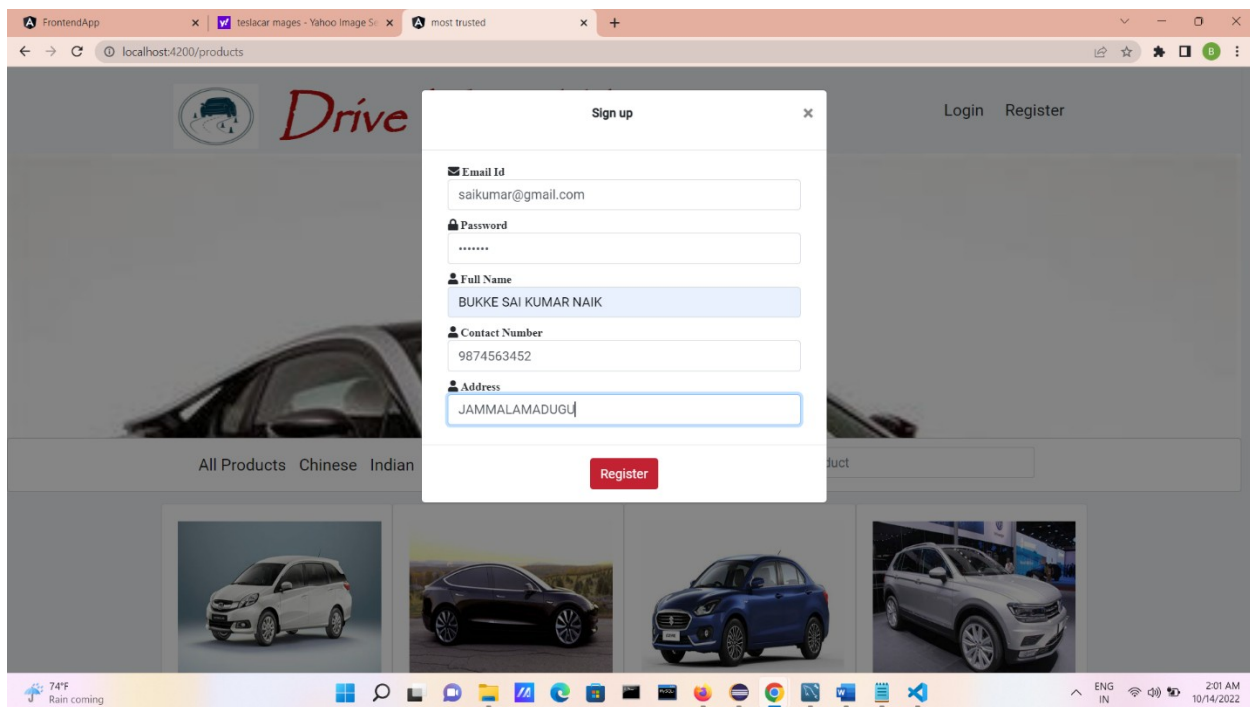 FrontendApp
teslacar mages - Yahoo Image Se
most trusted
localhost:4200/products
B
Drive
Login Register
Sign up
Email Id
saikumar@gmail.com
Password
•••••••
Full Name
BUKKE SAI KUMAR NAIK
Contact Number
9874563452
Address
JAMMALAMADUGU
All Products Chinese Indian
duct
Register
74°F
Rain coming
ENG
IN
2:01 AM
10/14/2022